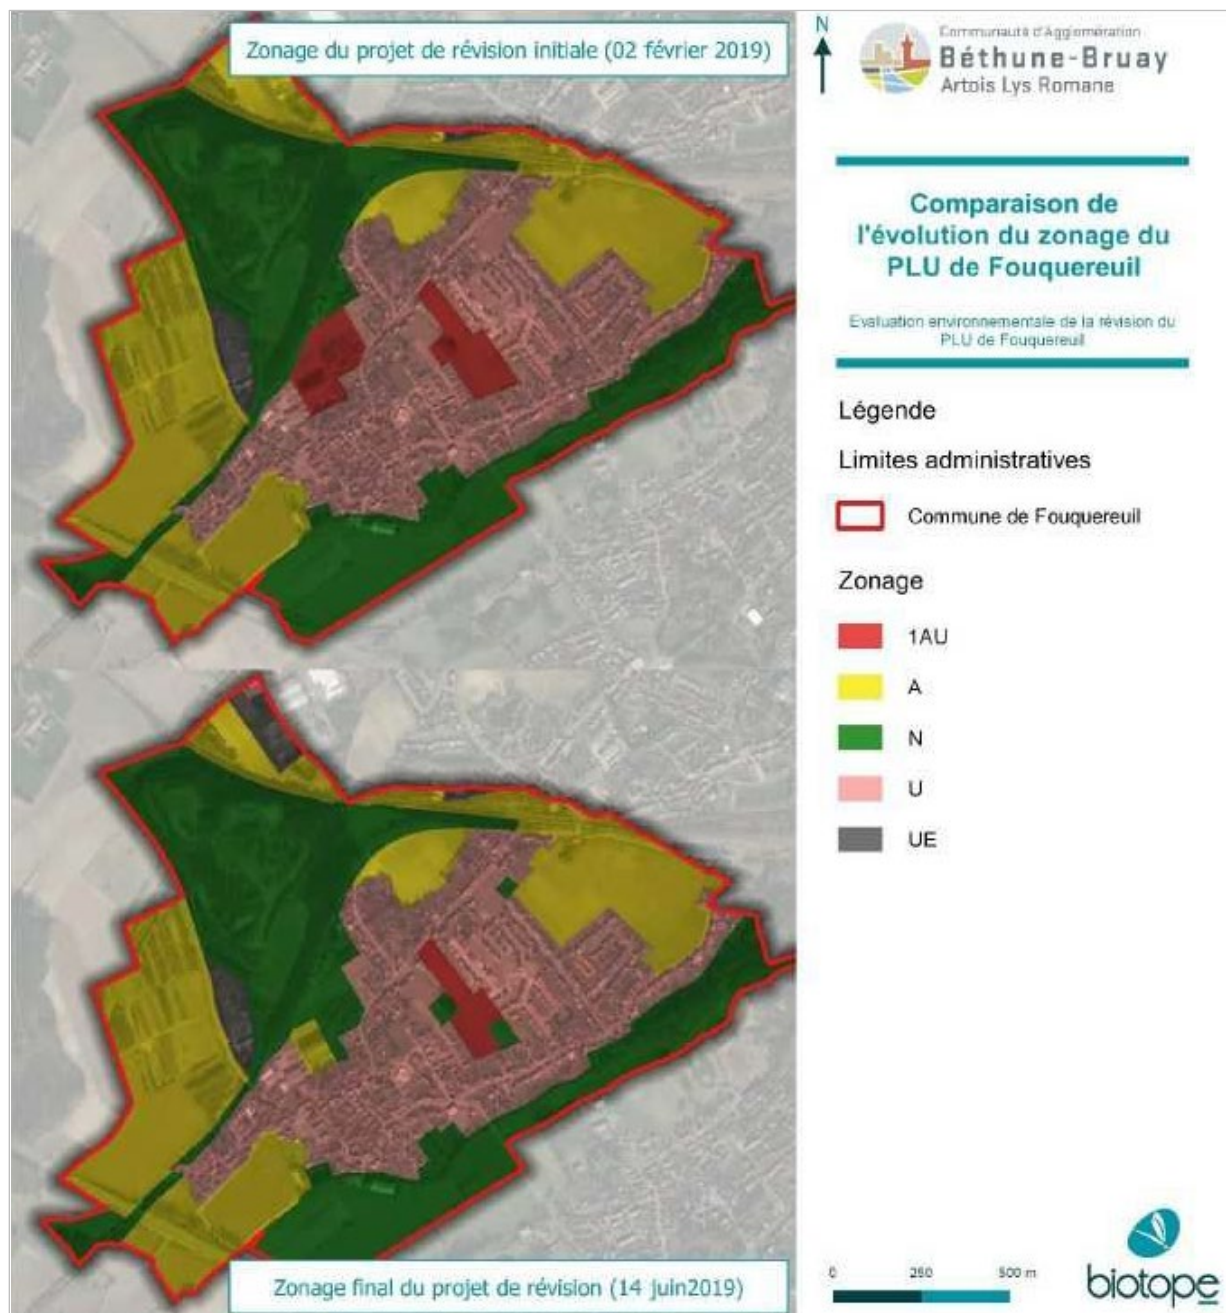 Zonage du projet de révision initiale (02 février 2019)
N
Communauté d'Agglomération
Béthune-Bruay
Artois Lys Romane
Comparaison de
l'évolution du zonage du
PLU de Fouquereuil
Evaluation environnementale de la révision du
PLU de Fouquereuil
Légende
Limites administratives
Commune de Fouquereuil
Zonage
1AU
A
N
U
UE
Zonage final du projet de révision (14 juin2019)
0 250 500 m
biotope